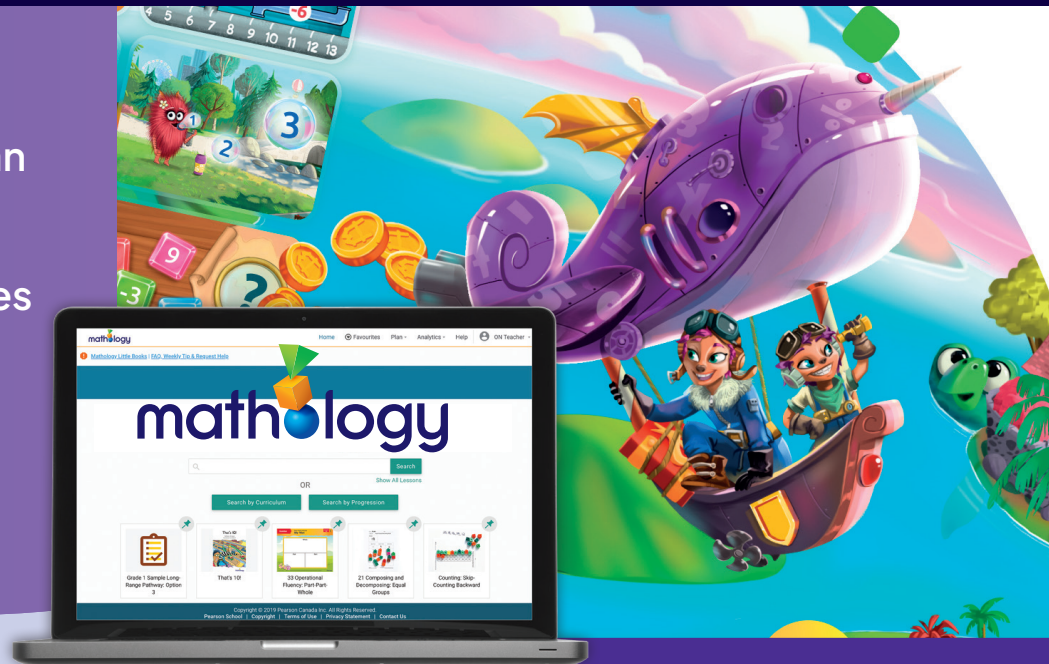 -6
4 5 6 7 8 9 10 11 12 13
1
2
3
9
-3
?
n
es
mathology
Home Favourites Plan Analytics Help ON Teacher
Mathology Little Books | FAQ, Weekly Tip & Request Help
mathology
Search
Show All Lessons
OR
Search by Curriculum Search by Progression
That's 10!
Grade 1 Sample Long-Range Pathway: Option 3
That's 10!
33 Operational Fluency: Part-Part-Whole
21 Composing and Decomposing: Equal Groups
Counting: Skip-Counting Backward
Copyright © 2019 Pearson Canada Inc. All Rights Reserved.
Pearson School | Copyright | Terms of Use | Privacy Statement | Contact Us